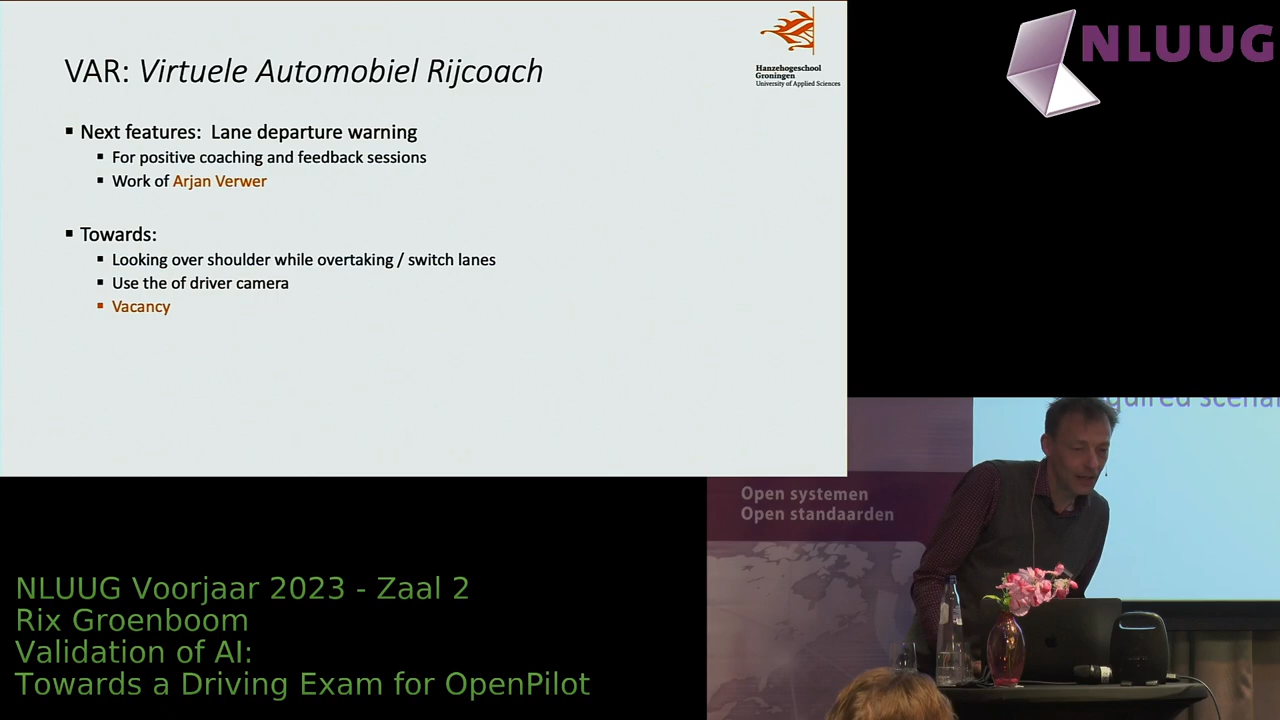 VAR: Virtuele Automobiel Rijcoach
Hanzehogeschool
Groningen
University of Applied Sciences
Next features: Lane departure warning
For positive coaching and feedback sessions
Work of Arjan Verwer
Towards:
Looking over shoulder while overtaking / switch lanes
Use the of driver camera
Vacancy
NLUUG
Open systemen
Open standaarden
NLUUG Voorjaar 2023 - Zaal 2
Rix Groenboom
Validation of AI:
Towards a Driving Exam for OpenPilot